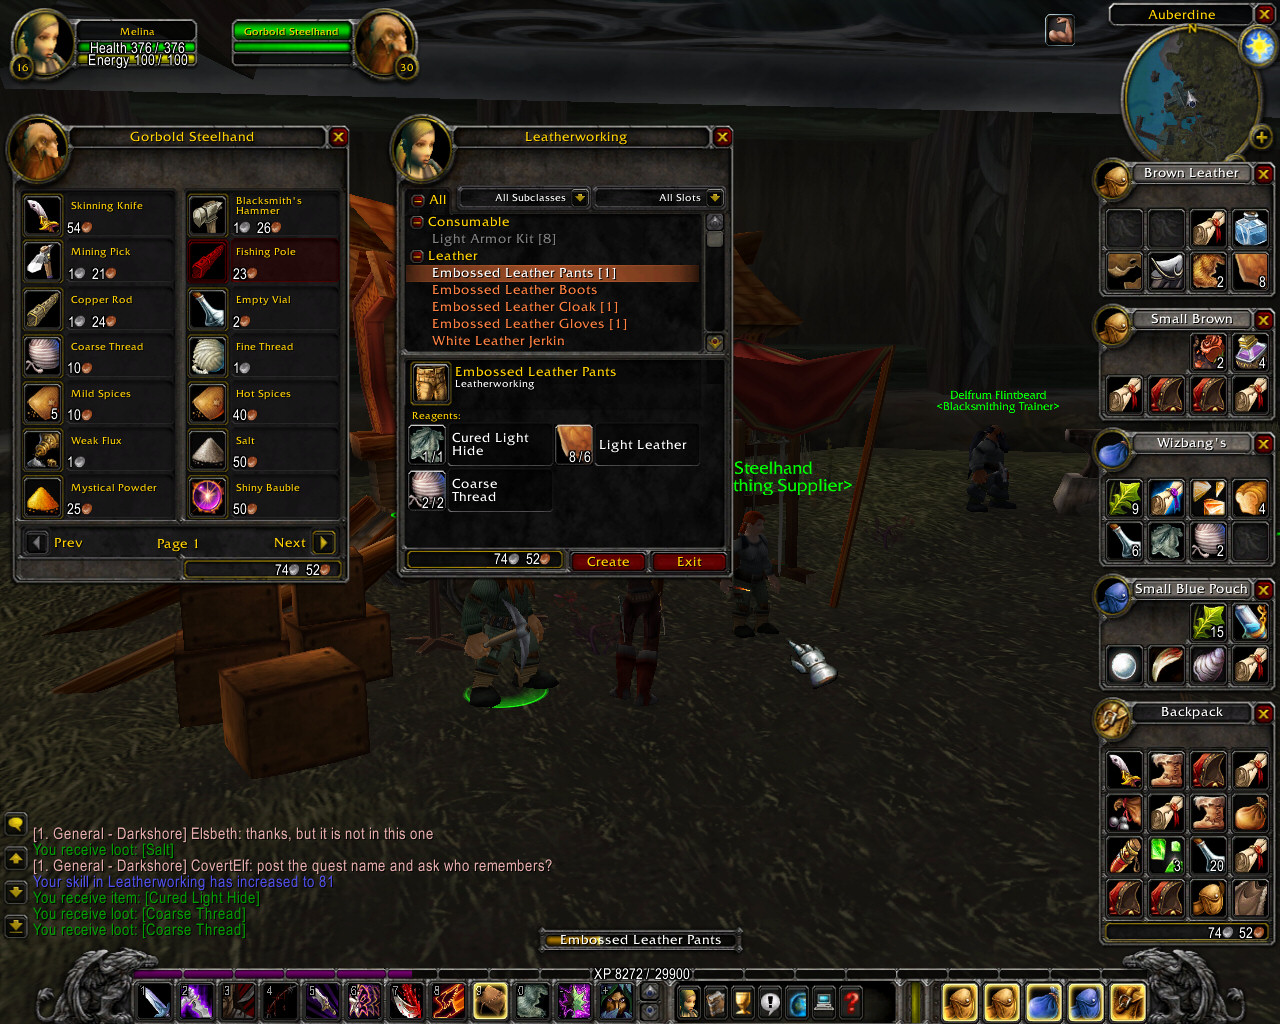 Melina
Health 376 / 376
Energy 100 / 100
16
Gorbold Steelhand
30
Auberdine
N
Gorbold Steelhand
Skinning Knife
54
Blacksmith's
Hammer
1 26
Mining Pick
1 21
Fishing Pole
23
Copper Rod
1 24
Empty Vial
2
Coarse Thread
10
Fine Thread
1
Mild Spices
5
10
Hot Spices
40
Weak Flux
1
Salt
50
Mystical Powder
25
Shiny Bauble
50
Prev
Page 1
Next
74 52
Leatherworking
All
All Subclasses
All Slots
Consumable
Light Armor Kit [8]
Leather
Embossed Leather Pants [1]
Embossed Leather Boots
Embossed Leather Cloak [1]
Embossed Leather Gloves [1]
White Leather Jerkin
Embossed Leather Pants
Leatherworking
Reagents:
Cured Light
Hide
1/1
Light Leather
8/6
Coarse
Thread
2/2
74 52
Create
Exit
Steelhand
thing Supplier>
Delfrum Flintbeard
<Blacksmithing Trainer>
Brown Leather
2
8
Small Brown
2
4
Wizbang's
9
4
6
2
Small Blue Pouch
15
Backpack
3
20
74 52
[1. General - Darkshore] Elsbeth: thanks, but it is not in this one
You receive loot: [Salt]
[1. General - Darkshore] CovertElf: post the quest name and ask who remembers?
Your skill in Leatherworking has increased to 81
You receive item: [Cured Light Hide]
You receive loot: [Coarse Thread]
You receive loot: [Coarse Thread]
Embossed Leather Pants
XP 8272 / 29900
1 2 3 4 5 6 7 8 9 0 - +